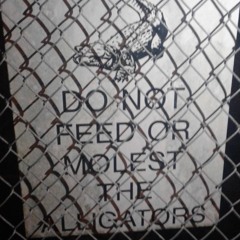 DO NOT
FEED OR
MOLEST
THE
ALLIGATORS